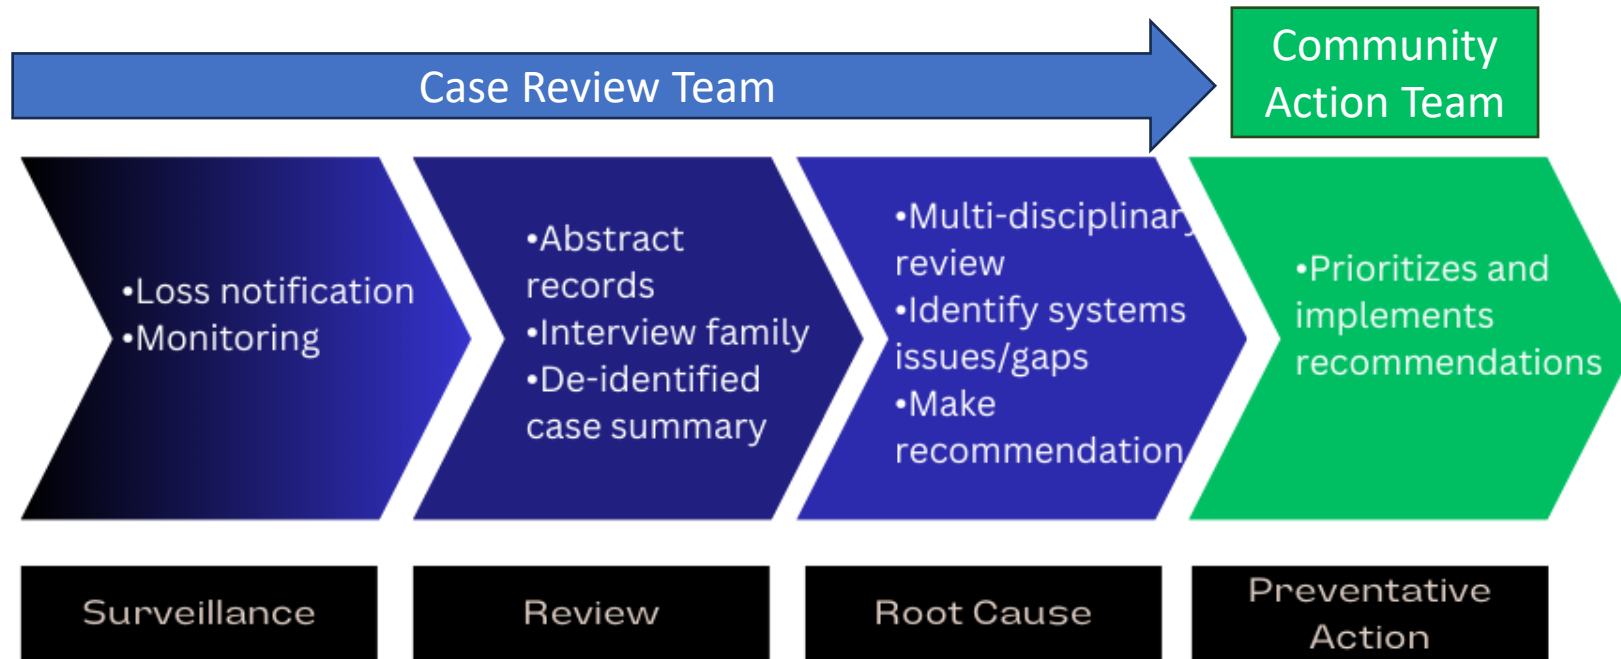 Case Review Team
Community
Action Team
•Loss notification
•Monitoring
•Abstract
records
•Interview family
•De-identified
case summary
•Multi-disciplinary
review
•Identify systems
issues/gaps
•Make
recommendation
•Prioritizes and
implements
recommendations
Surveillance
Review
Root Cause
Preventative
Action